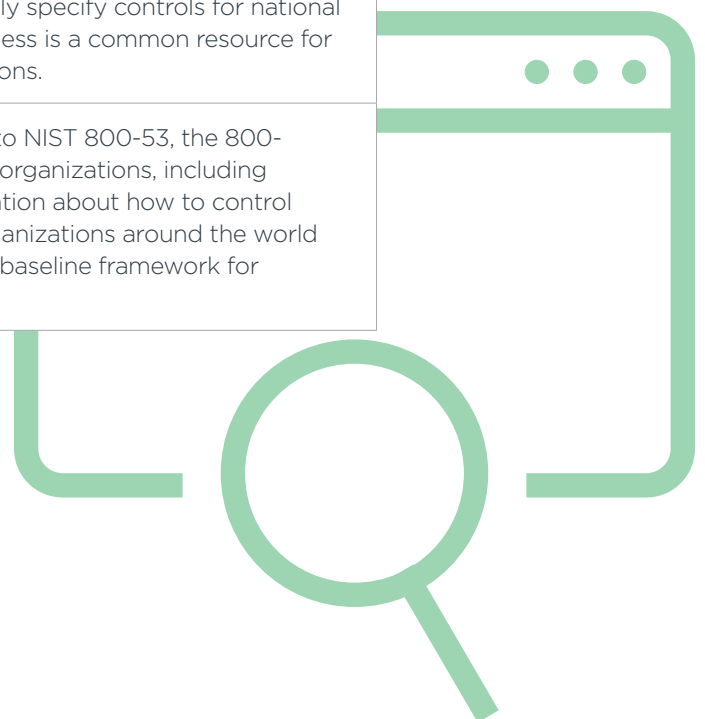 ly specify controls for national
ess is a common resource for
ons.
to NIST 800-53, the 800-
organizations, including
ation about how to control
anizations around the world
baseline framework for